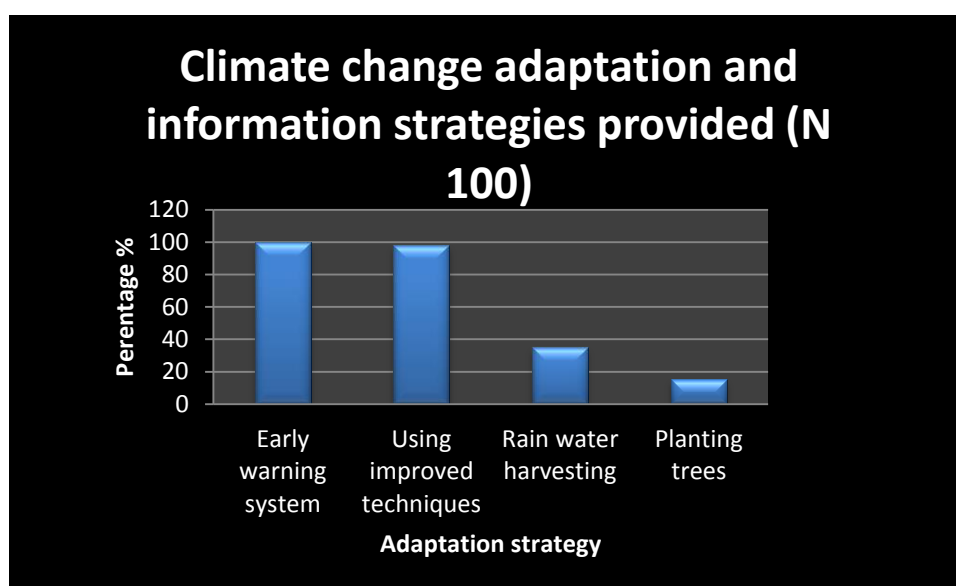 Climate change adaptation and
information strategies provided (N
100)
120
100
80
60
40
20
0
Perentage %
Early
warning
system
Using
improved
techniques
Rain water
harvesting
Planting
trees
Adaptation strategy